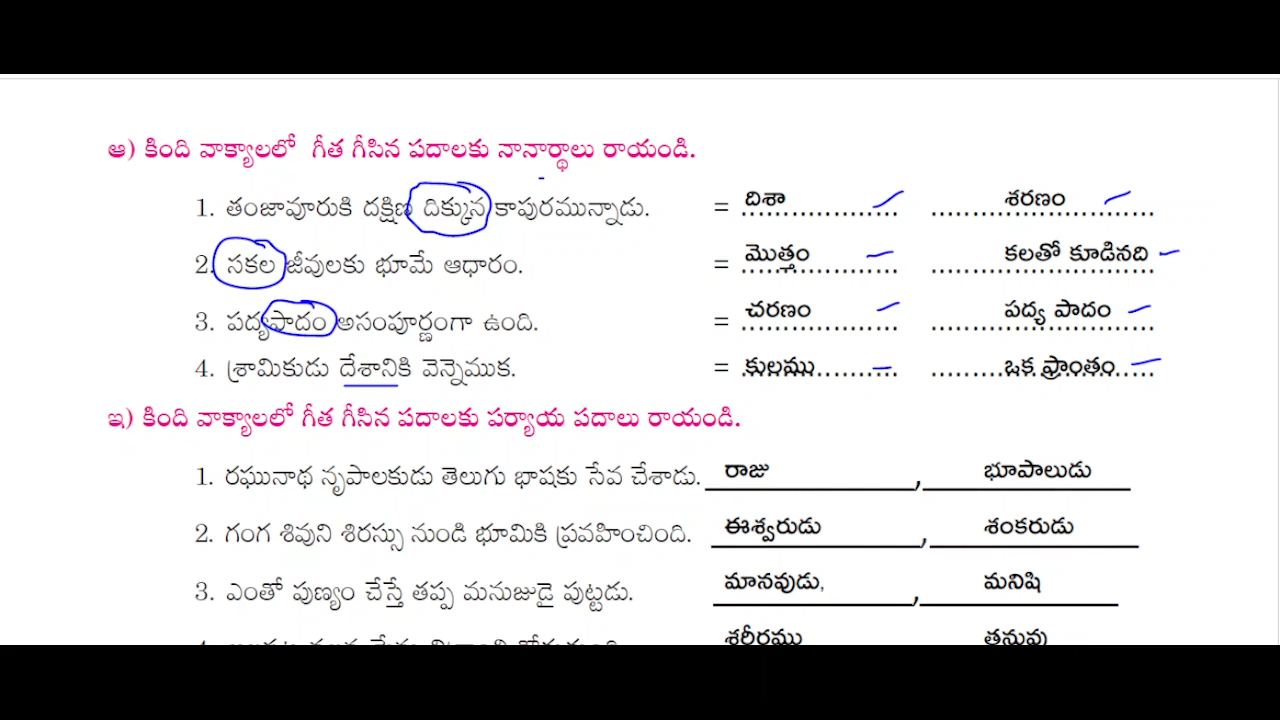 ఆ) కింది వాక్యాలలో గీత గీసిన పదాలకు నానార్థాలు రాయండి.
1. తంజావూరుకి దక్షిణ దిక్కున కాపురమున్నాడు. = దిశా శరణం
2. సకల జీవులకు భూమే ఆధారం. = మొత్తం కలతో కూడినది
3. పద్యపాదం అసంపూర్ణంగా ఉంది. = చరణం పద్య పాదం
4. శ్రామికుడు దేశానికి వెన్నెముక. = కులము ఒక ప్రాంతం
ఇ) కింది వాక్యాలలో గీత గీసిన పదాలకు పర్యాయ పదాలు రాయండి.
1. రఘునాథ నృపాలకుడు తెలుగు భాషకు సేవ చేశాడు. రాజు , భూపాలుడు
2. గంగ శివుని శిరస్సు నుండి భూమికి ప్రవహించింది. ఈశ్వరుడు , శంకరుడు
3. ఎంతో పుణ్యం చేస్తే తప్ప మనుజుడై పుట్టడు. మానవుడు, , మనిషి
శరీరము తనువు